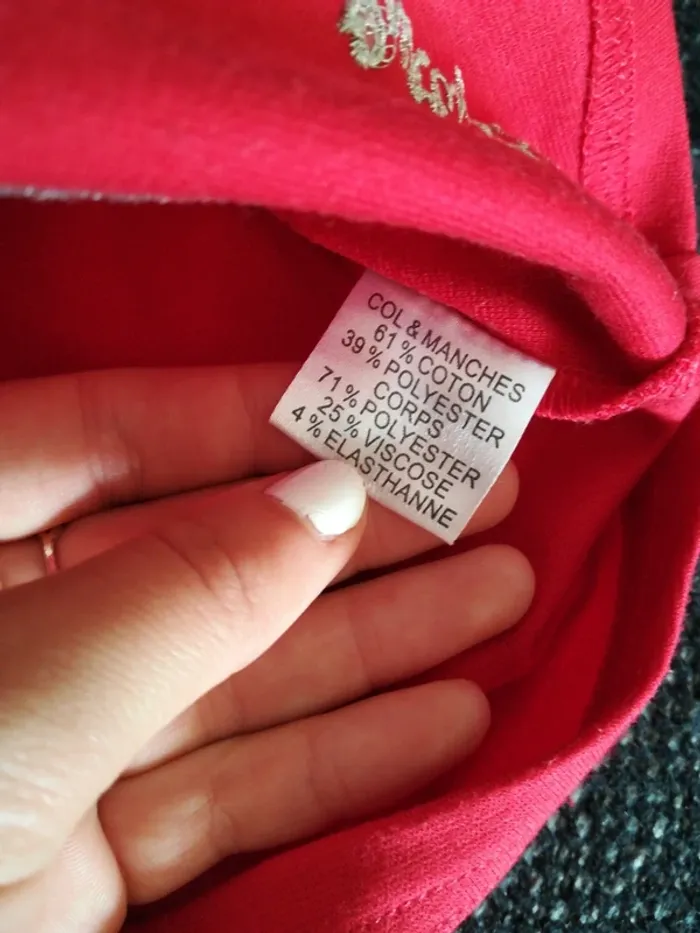 COL & MANCHES
61% COTON
39% POLYESTER
CORPS
71% POLYESTER
25% VISCOSE
4% ELASTHANNE